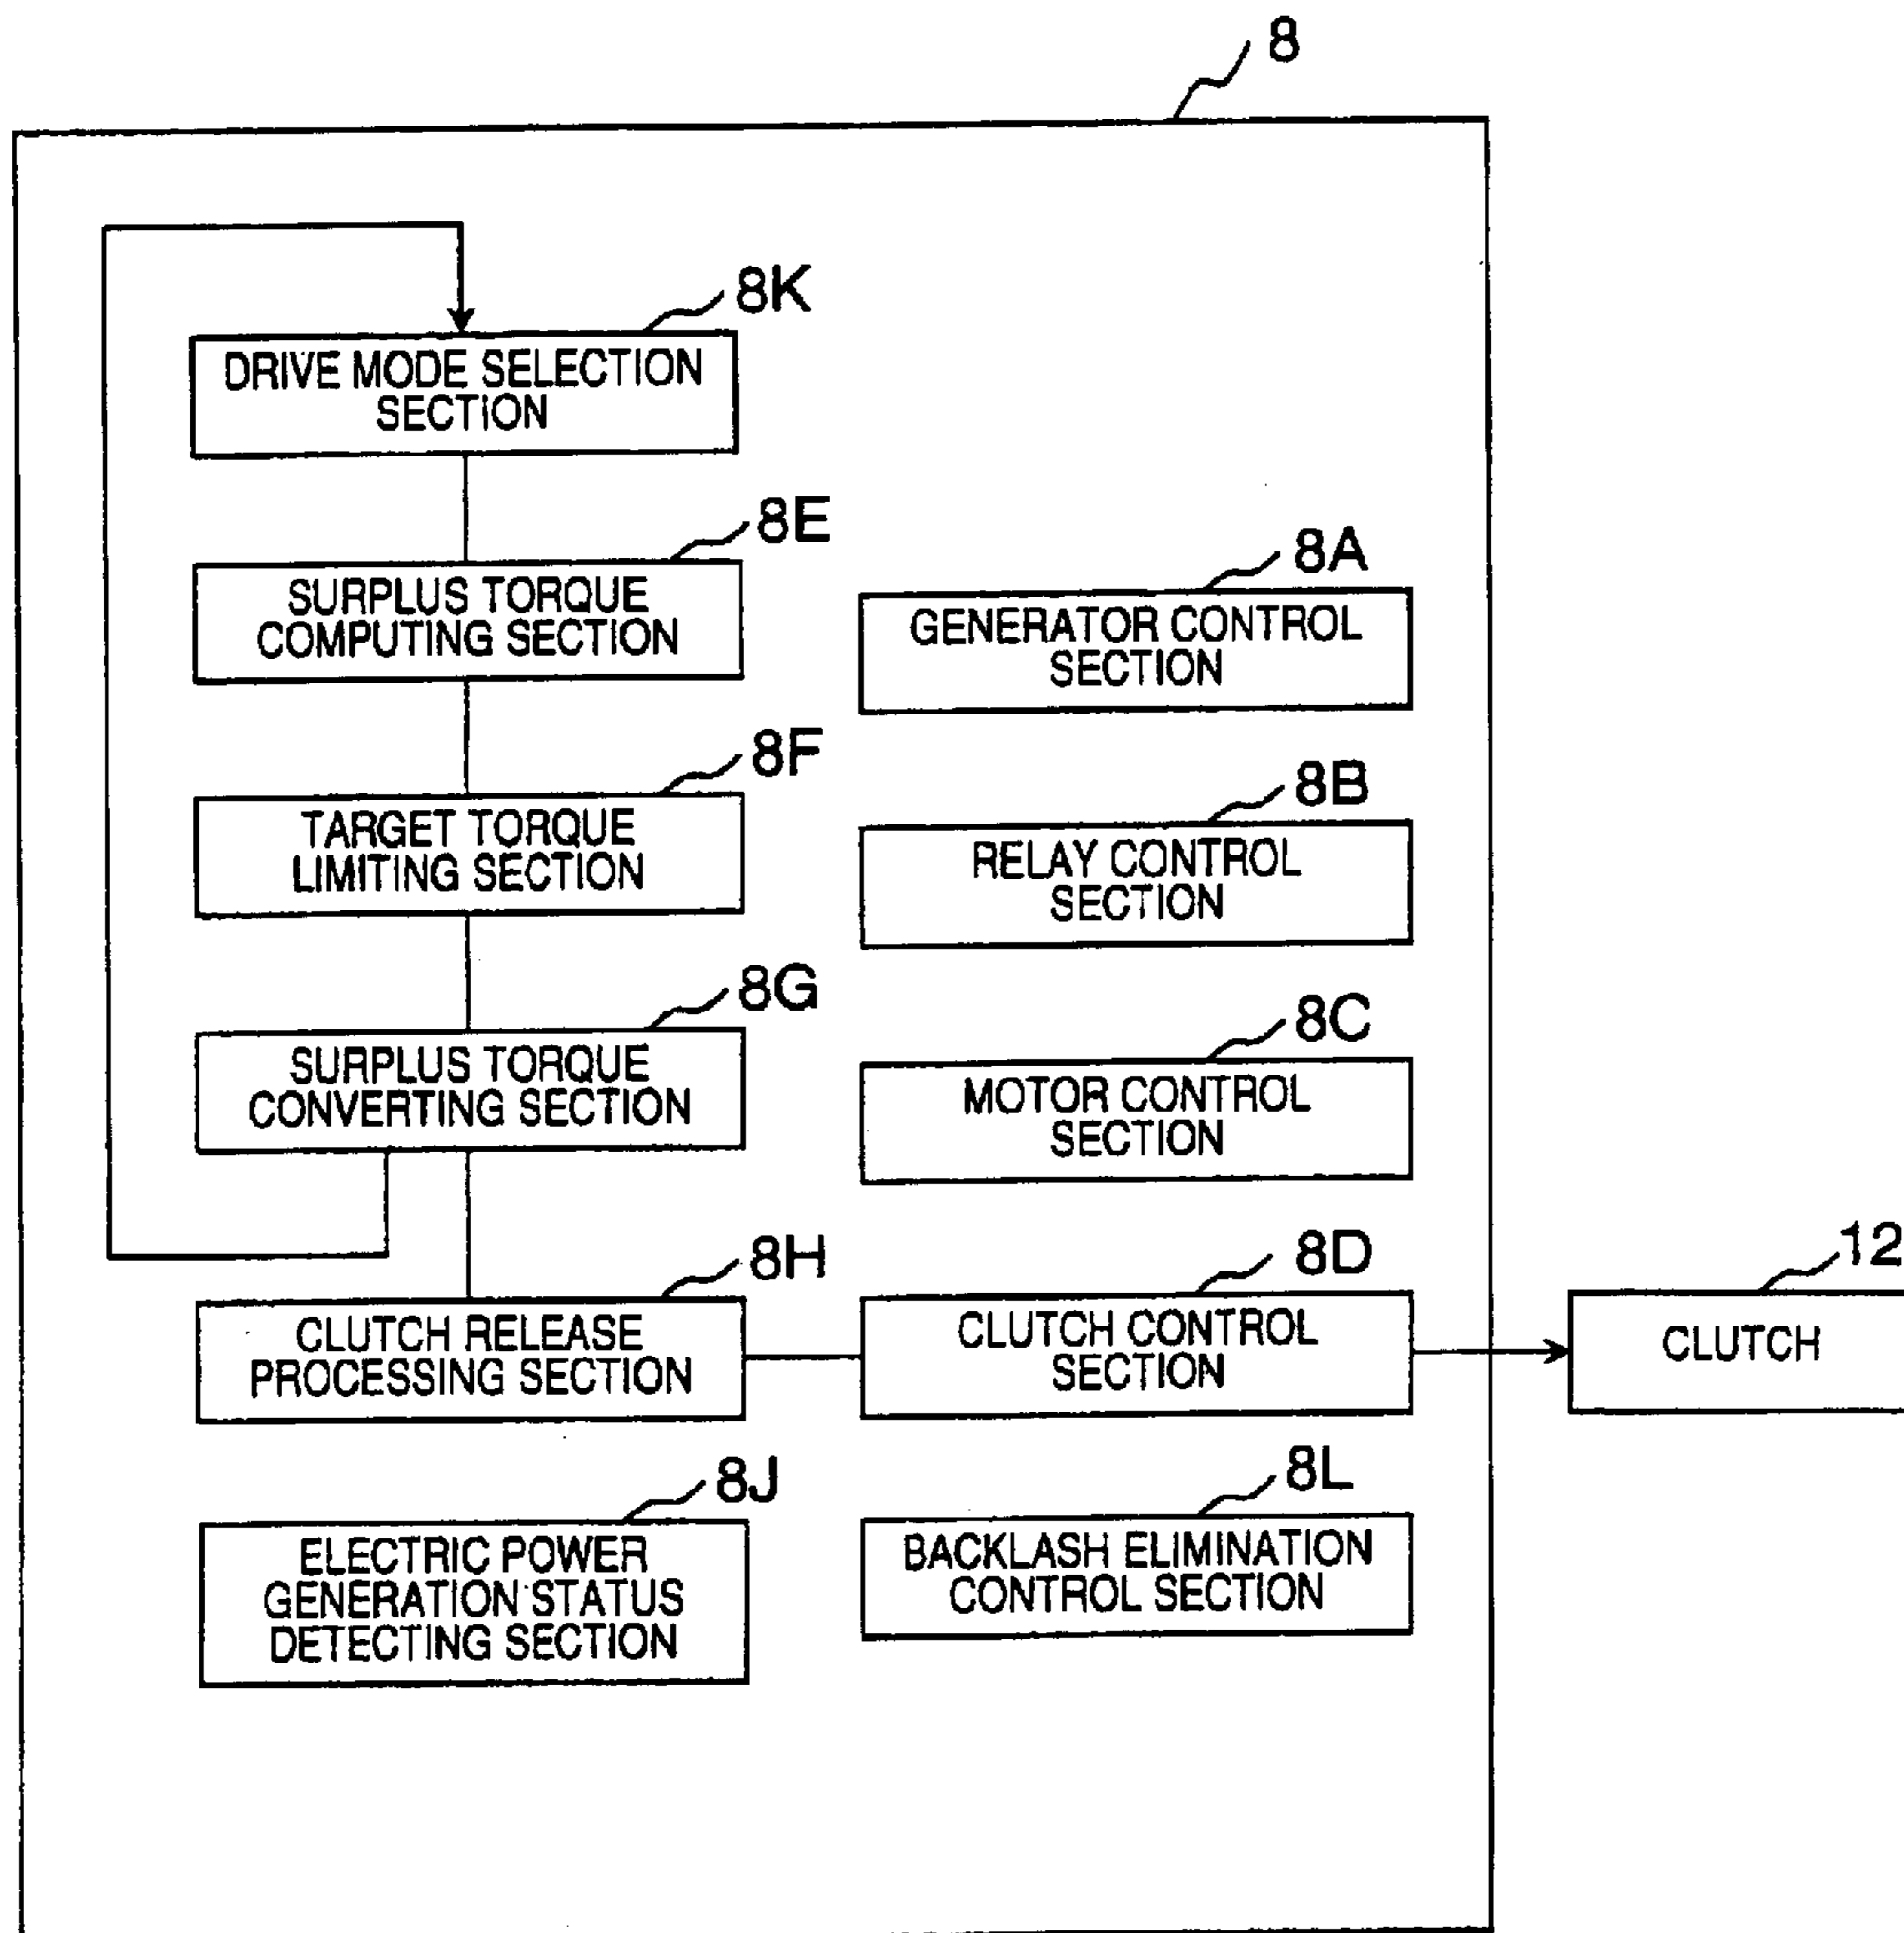 8
8K
DRIVE MODE SELECTION
SECTION
8E
SURPLUS TORQUE
COMPUTING SECTION
8A
GENERATOR CONTROL
SECTION
8F
TARGET TORQUE
LIMITING SECTION
8B
RELAY CONTROL
SECTION
8G
SURPLUS TORQUE
CONVERTING SECTION
8C
MOTOR CONTROL
SECTION
8H
CLUTCH RELEASE
PROCESSING SECTION
8D
CLUTCH CONTROL
SECTION
12
CLUTCH
8J
ELECTRIC POWER
GENERATION STATUS
DETECTING SECTION
8L
BACKLASH ELIMINATION
CONTROL SECTION